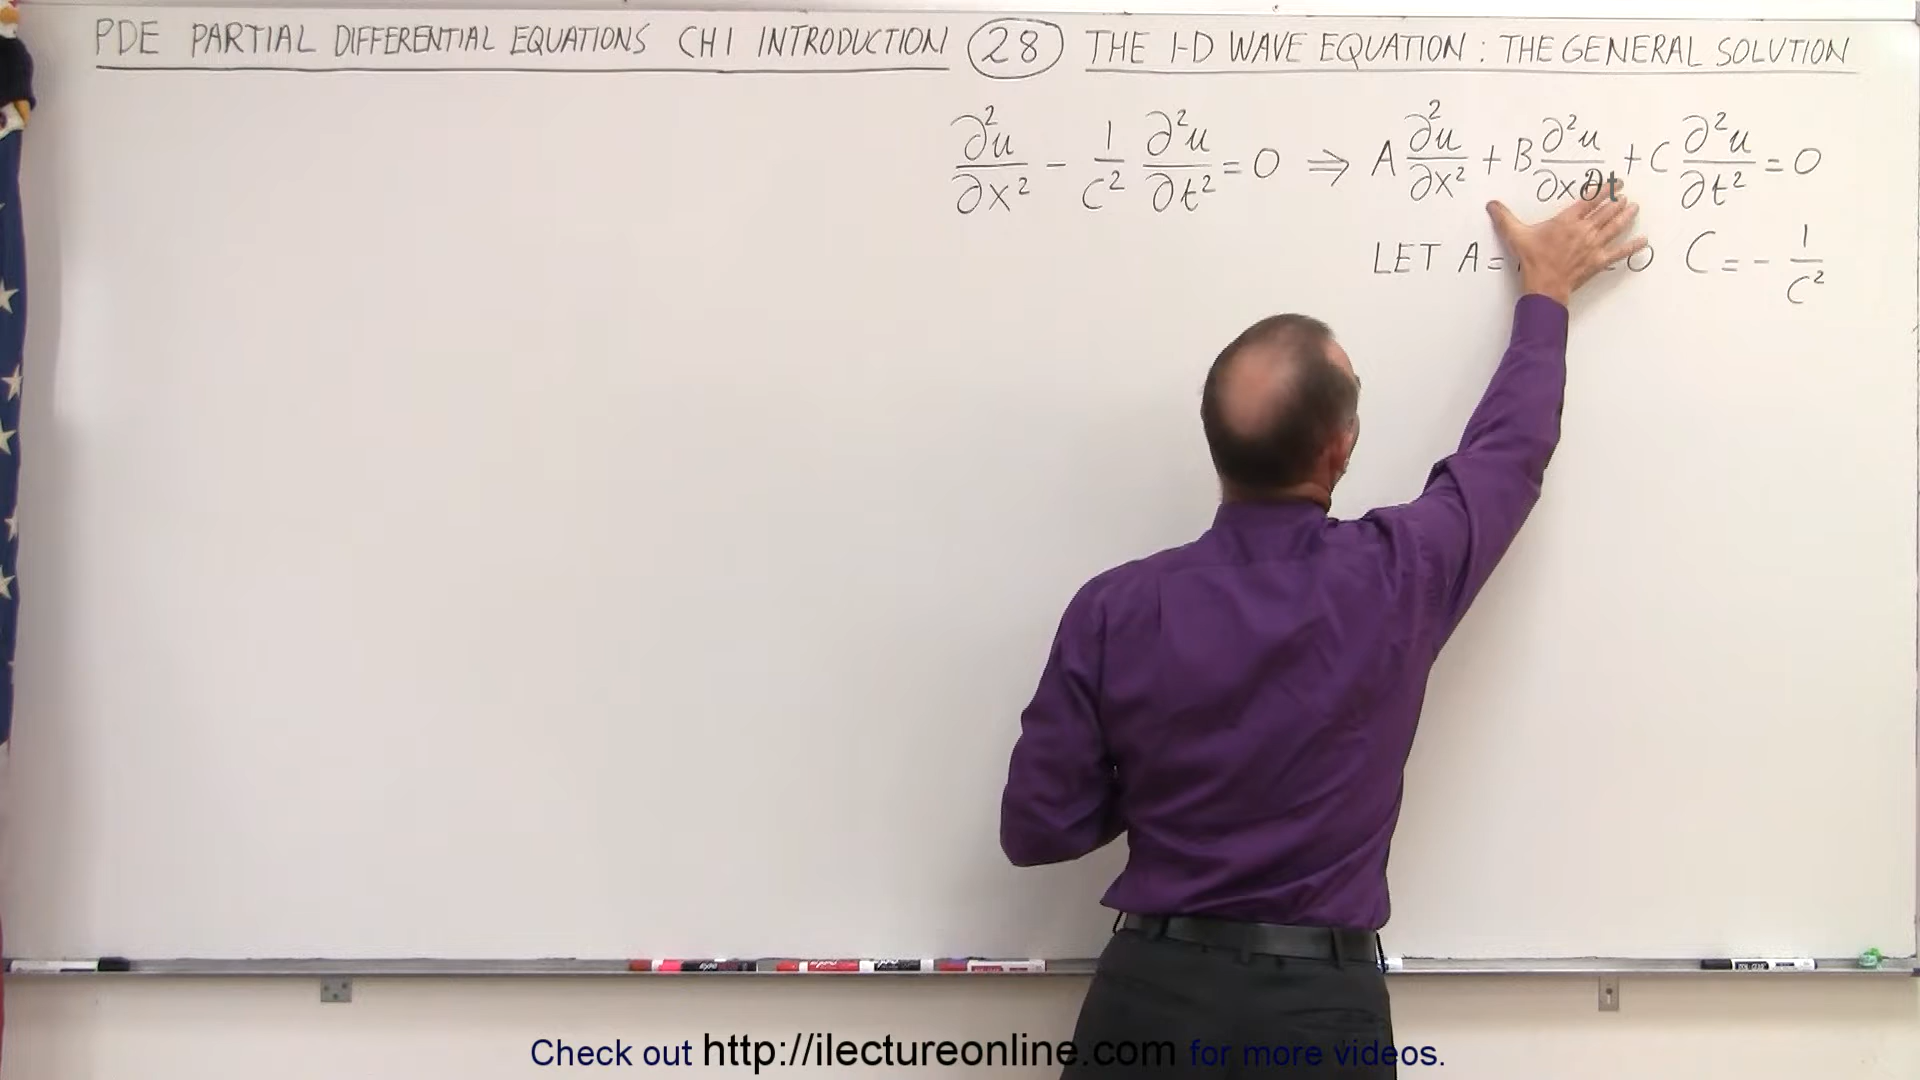 PDE PARTIAL DIFFERENTIAL EQUATIONS CH 1 INTRODUCTION 28 THE 1-D WAVE EQUATION : THE GENERAL SOLUTION
∂²u/∂x² - 1/c² ∂²u/∂t² = 0 ⇒ A ∂²u/∂x² + B ∂²u/∂x∂t + C ∂²u/∂t² = 0
LET A = 0 C = - 1/c²
Check out http://ilectureonline.com for more videos.